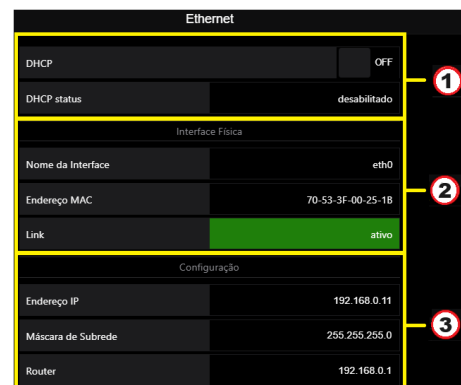 Ethernet
DHCP OFF
1
DHCP status desabilitado
Interface Física
Nome da Interface eth0
Endereço MAC 70-53-3F-00-25-1B
2
Link ativo
Configuração
Endereço IP 192.168.0.11
Máscara de Subrede 255.255.255.0
3
Router 192.168.0.1